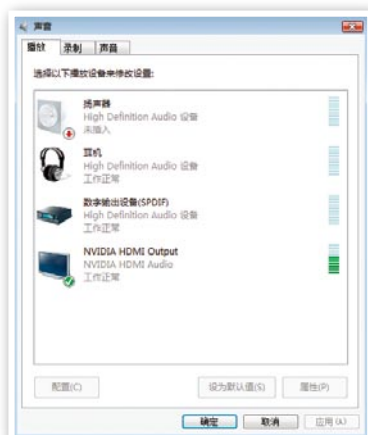 声音
播放 录制 声音
选择以下播放设备来修改设置:
扬声器
High Definition Audio 设备
未插入
耳机
High Definition Audio 设备
工作正常
数字输出设备(SPDIF)
High Definition Audio 设备
工作正常
NVIDIA HDMI Output
NVIDIA HDMI Audio
工作正常
配置(C) 设为默认值(S) 属性(P)
确定 取消 应用(A)